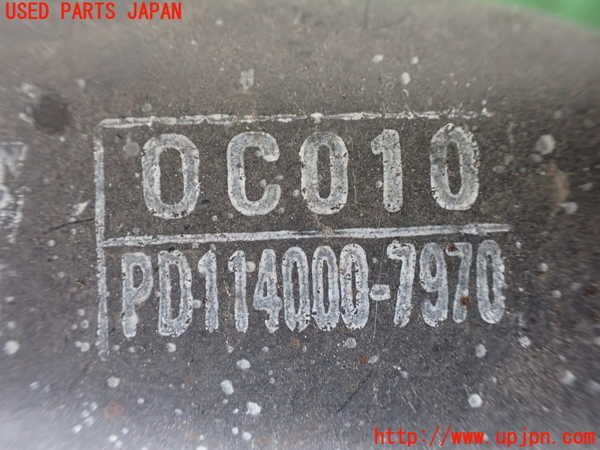 USED PARTS JAPAN
0C010
PD114000-7970
http://www.upjpn.com/